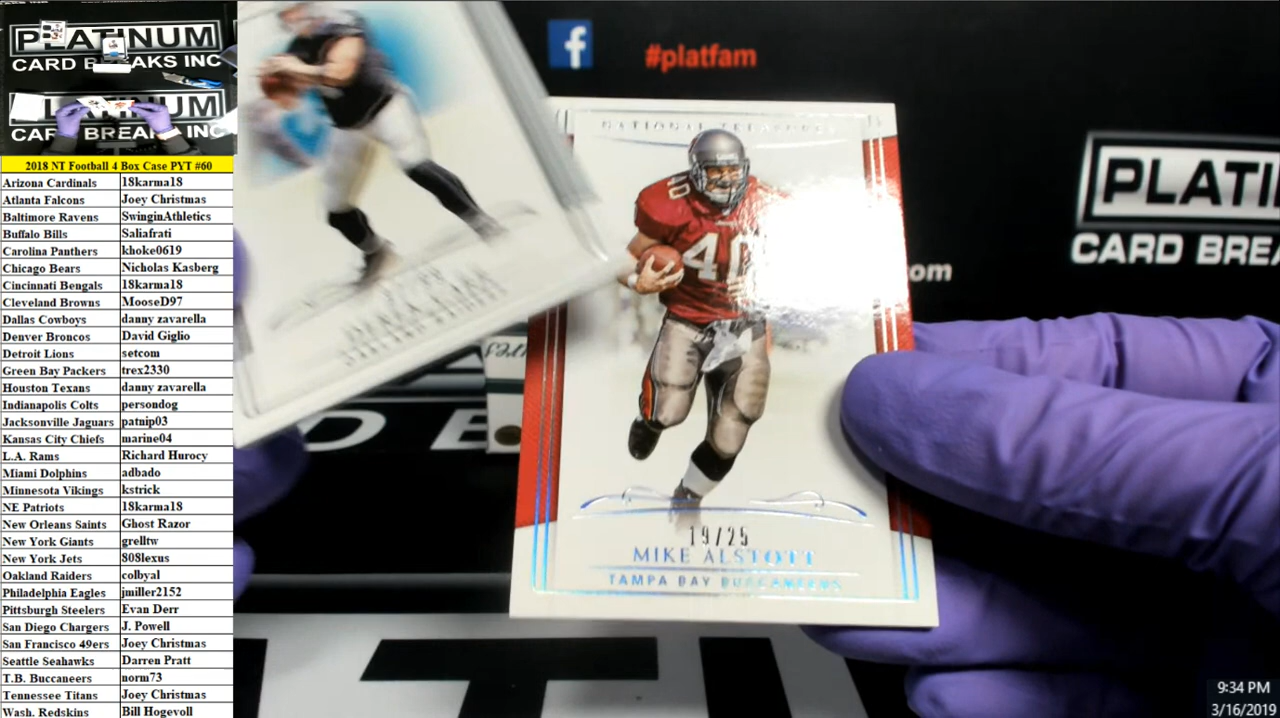 PLATINUM
CARD BREAKS INC
PLATINUM
CARD BREAKS INC
2018 NT Football 4 Box Case PYT #60
Arizona Cardinals 18karma18
Atlanta Falcons Joey Christmas
Baltimore Ravens SwinginAthletics
Buffalo Bills Saliafrati
Carolina Panthers khoke0619
Chicago Bears Nicholas Kasberg
Cincinnati Bengals 18karma18
Cleveland Browns MooseD97
Dallas Cowboys danny zavarella
Denver Broncos David Giglio
Detroit Lions setcom
Green Bay Packers trex2330
Houston Texans danny zavarella
Indianapolis Colts persondog
Jacksonville Jaguars patnip03
Kansas City Chiefs marine04
L.A. Rams Richard Hurocy
Miami Dolphins adbado
Minnesota Vikings kstrick
NE Patriots 18karma18
New Orleans Saints Ghost Razor
New York Giants grelltw
New York Jets 808lexus
Oakland Raiders colbyal
Philadelphia Eagles jmiller2152
Pittsburgh Steelers Evan Derr
San Diego Chargers J. Powell
San Francisco 49ers Joey Christmas
Seattle Seahawks Darren Pratt
T.B. Buccaneers norm73
Tennessee Titans Joey Christmas
Wash. Redskins Bill Hogevoll
f #platfam
NATIONAL TREASURES
40
40
19/25
MIKE ALSTOTT
TAMPA BAY BUCCANEERS
PLATI
CARD BREA
com
9:34 PM
3/16/2019